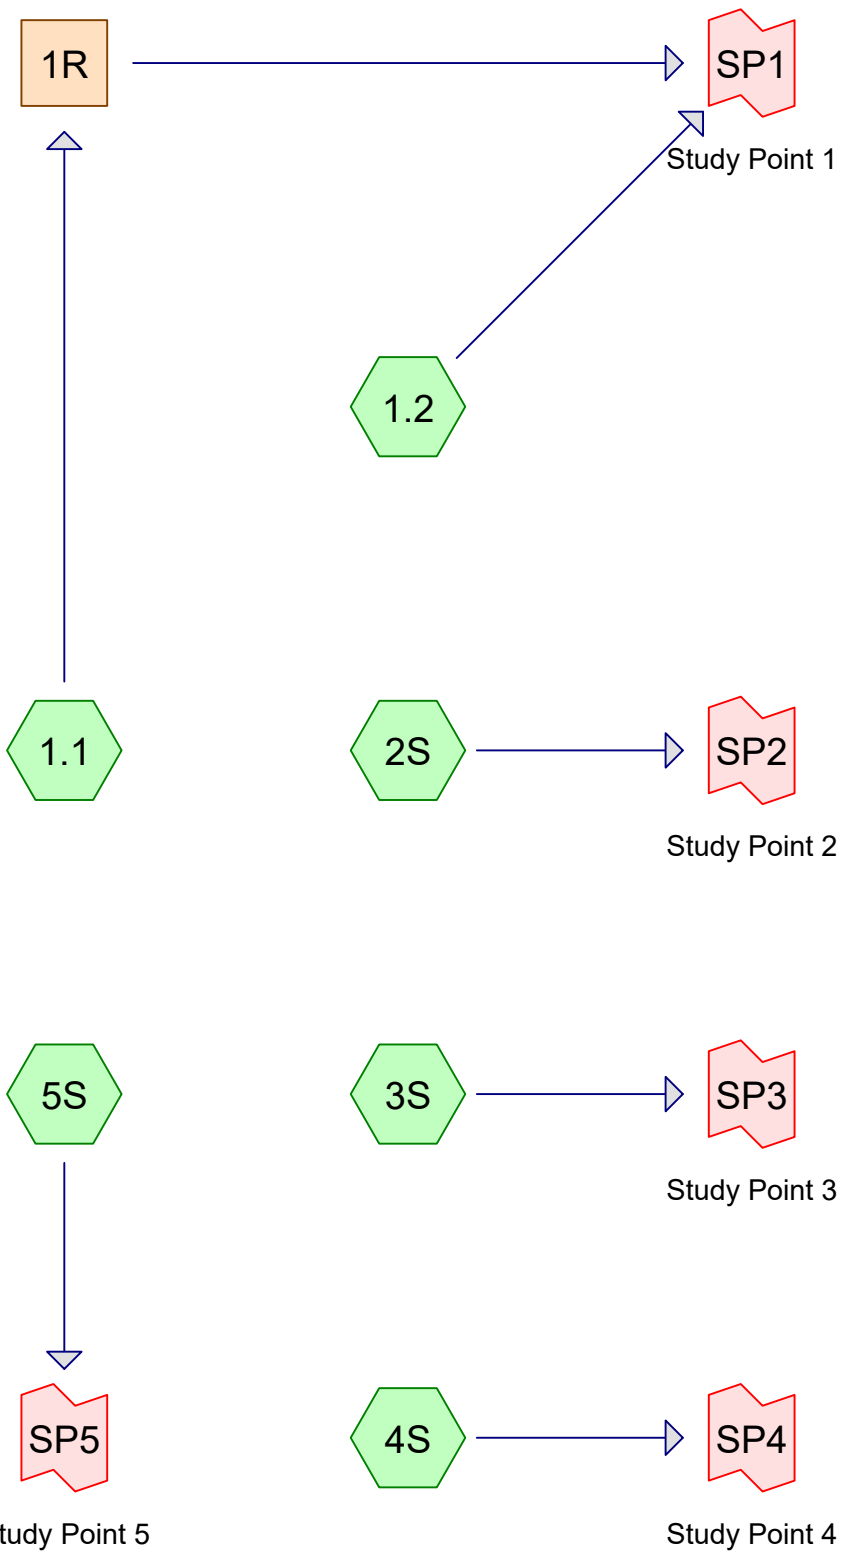 1R
SP1
Study Point 1
1.2
1.1
2S
SP2
Study Point 2
5S
3S
SP3
Study Point 3
SP5
4S
SP4
tudy Point 5
Study Point 4